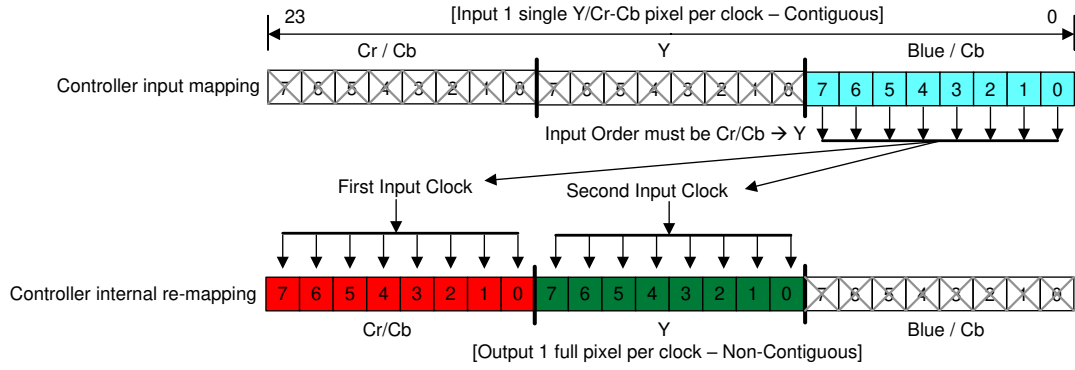 23 [Input 1 single Y/Cr-Cb pixel per clock – Contiguous] 0
Cr / Cb Y Blue / Cb
Controller input mapping 7 6 5 4 3 2 1 0 7 6 5 4 3 2 1 0 7 6 5 4 3 2 1 0
Input Order must be Cr/Cb → Y
First Input Clock Second Input Clock
Controller internal re-mapping 7 6 5 4 3 2 1 0 7 6 5 4 3 2 1 0 7 6 5 4 3 2 1 0
Cr/Cb Y Blue / Cb
[Output 1 full pixel per clock – Non-Contiguous]